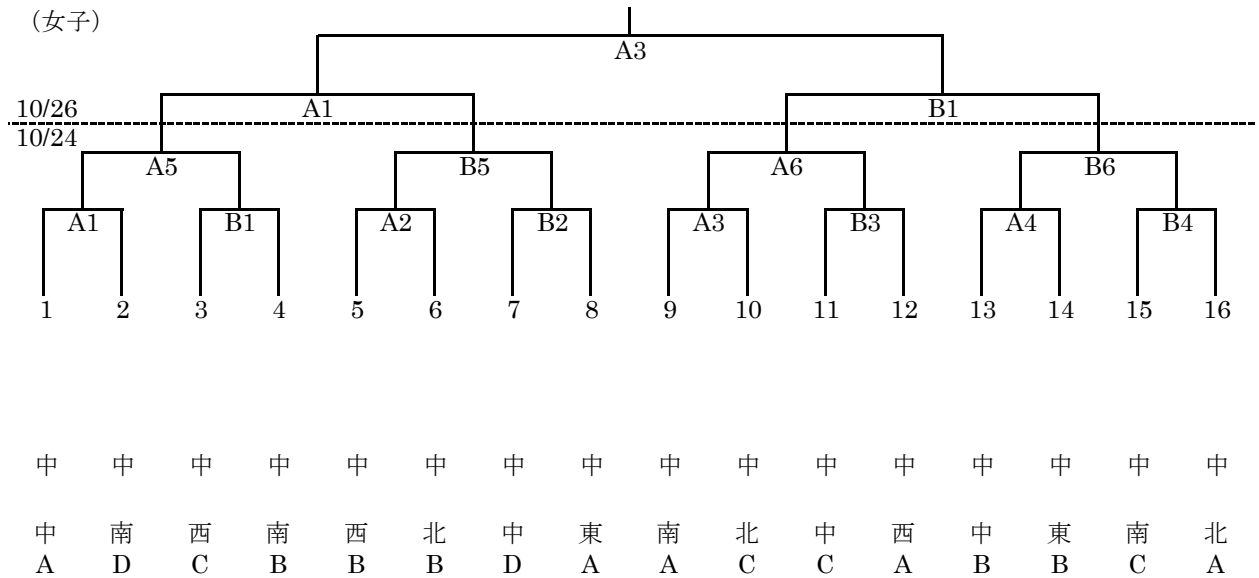 （女子）
A3
10/26 A1 B1
10/24
A5 B5 A6 B6
A1 B1 A2 B2 A3 B3 A4 B4
1 2 3 4 5 6 7 8 9 10 11 12 13 14 15 16
中 中 中 中 中 中 中 中 中 中 中 中 中 中 中 中
中 南 西 南 西 北 中 東 南 北 中 西 中 東 南 北
A D C B B B D A A C C A B B C A